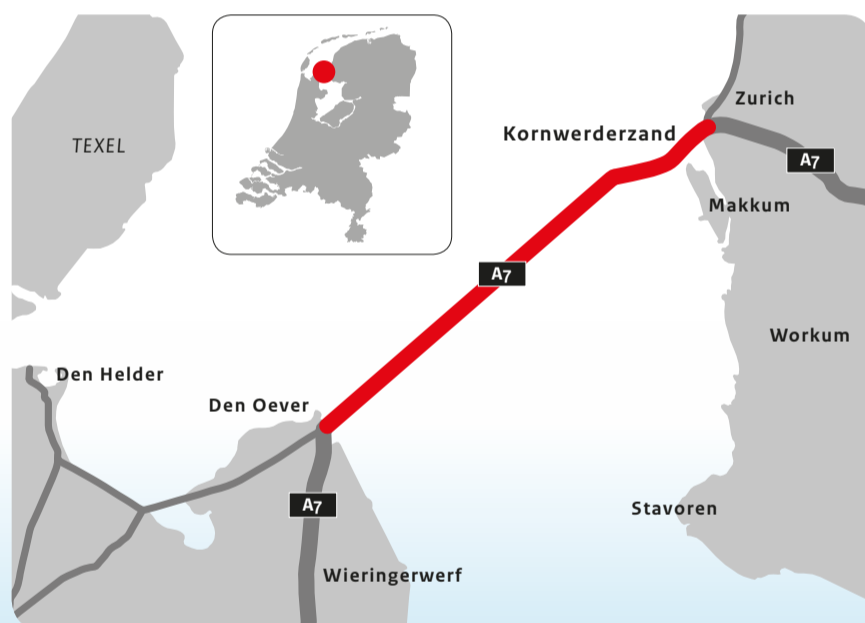 Zurich
Kornwerderzand
TEXEL
A7
Makkum
A7
Workum
Den Helder
Den Oever
A7
Stavoren
Wieringerwerf